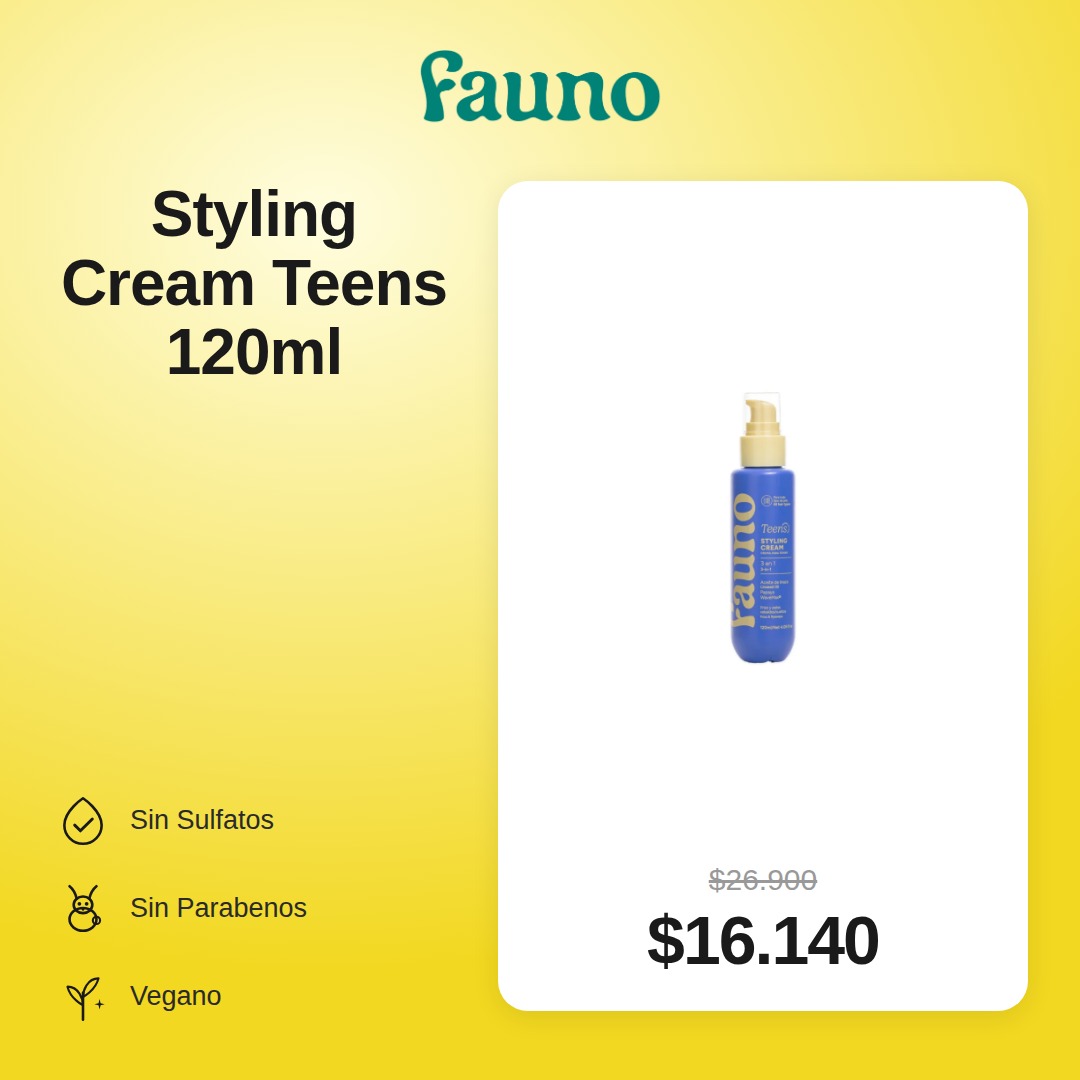 fauno
Styling
Cream Teens
120ml
fauno
Teens
STYLING
CREAM
3 en 1
Sin Sulfatos
Sin Parabenos
Vegano
$26.900
$16.140